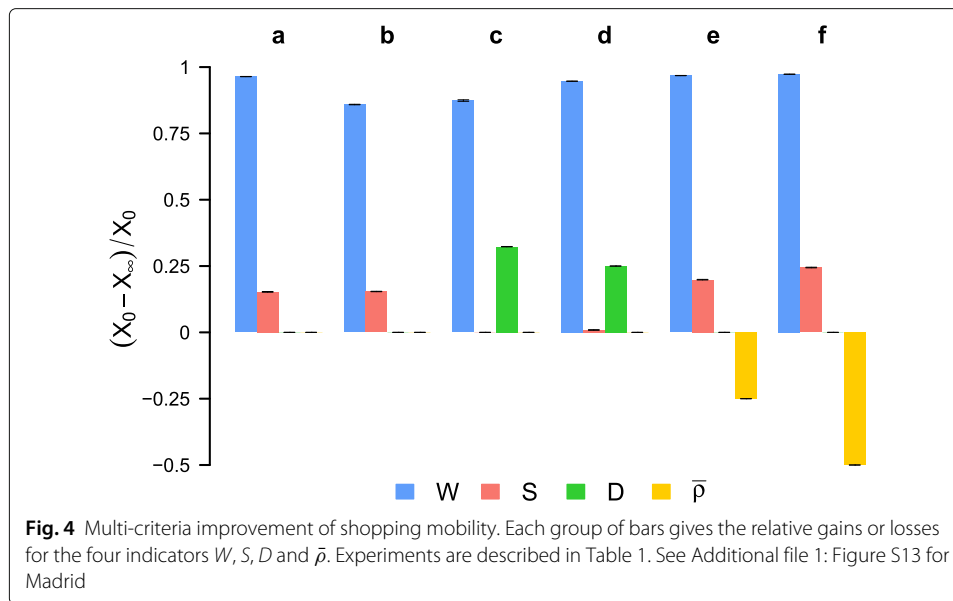 a b c d e f
1
0.75
0.5
0.25
0
−0.25
−0.5
(X₀ − X∞) / X₀
W S D ρ̄
Fig. 4 Multi-criteria improvement of shopping mobility. Each group of bars gives the relative gains or losses
for the four indicators W, S, D and ρ̄. Experiments are described in Table 1. See Additional file 1: Figure S13 for
Madrid